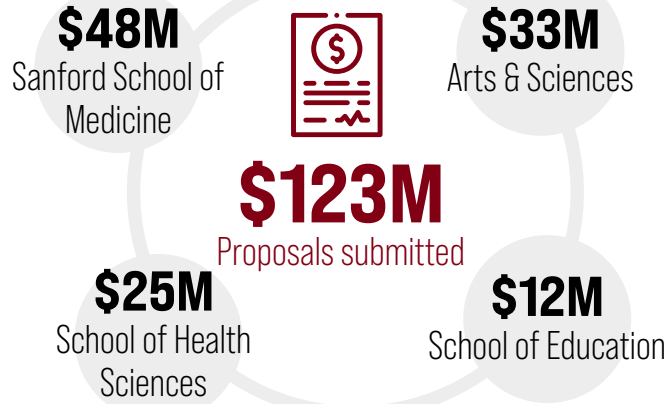 $48M
Sanford School of
Medicine
$
$33M
Arts & Sciences
$123M
Proposals submitted
$25M
School of Health
Sciences
$12M
School of Education